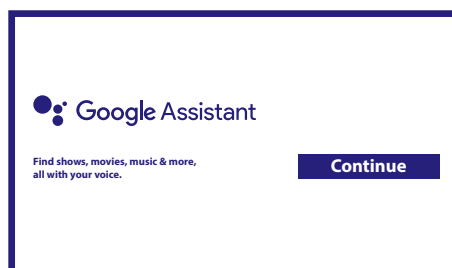 Google Assistant
Find shows, movies, music & more,
all with your voice.
Continue